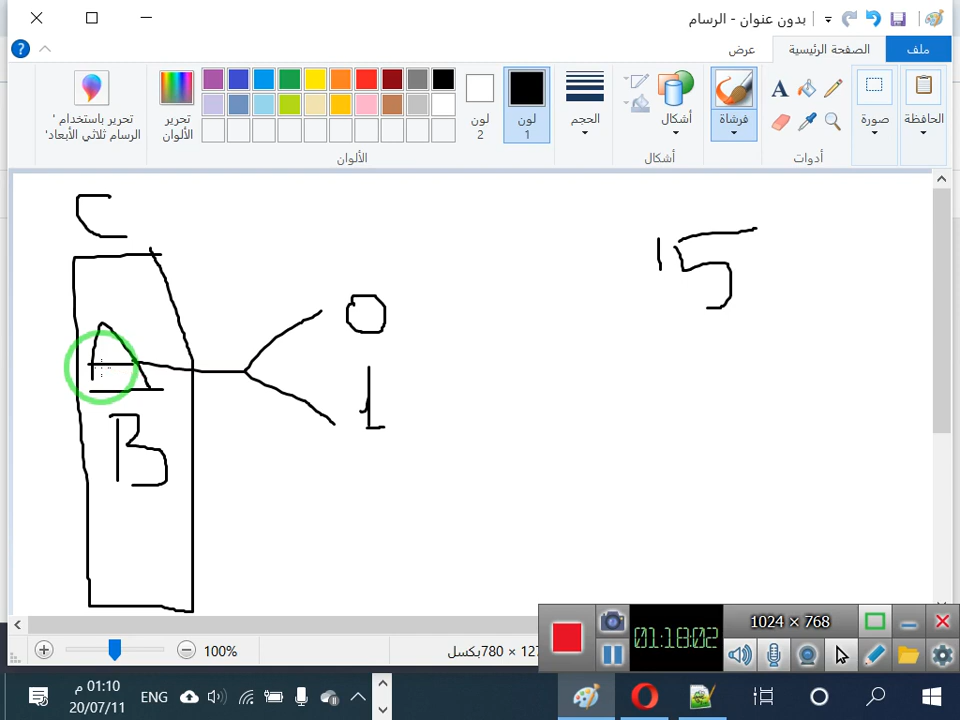 بدون عنوان - الرسام
ملف
الصفحة الرئيسية
عرض
الحافظة
صورة
أدوات
فرشاة
أشكال
أشكال
الحجم
لون
1
لون
2
الألوان
تحرير
الألوان
تحرير باستخدام '
الرسام ثلاثي الأبعاد'
C
15
0
A
1
B
100%
780 × 127بكسل
01:18:02
1024 × 768
01:10 م
20/07/11
ENG